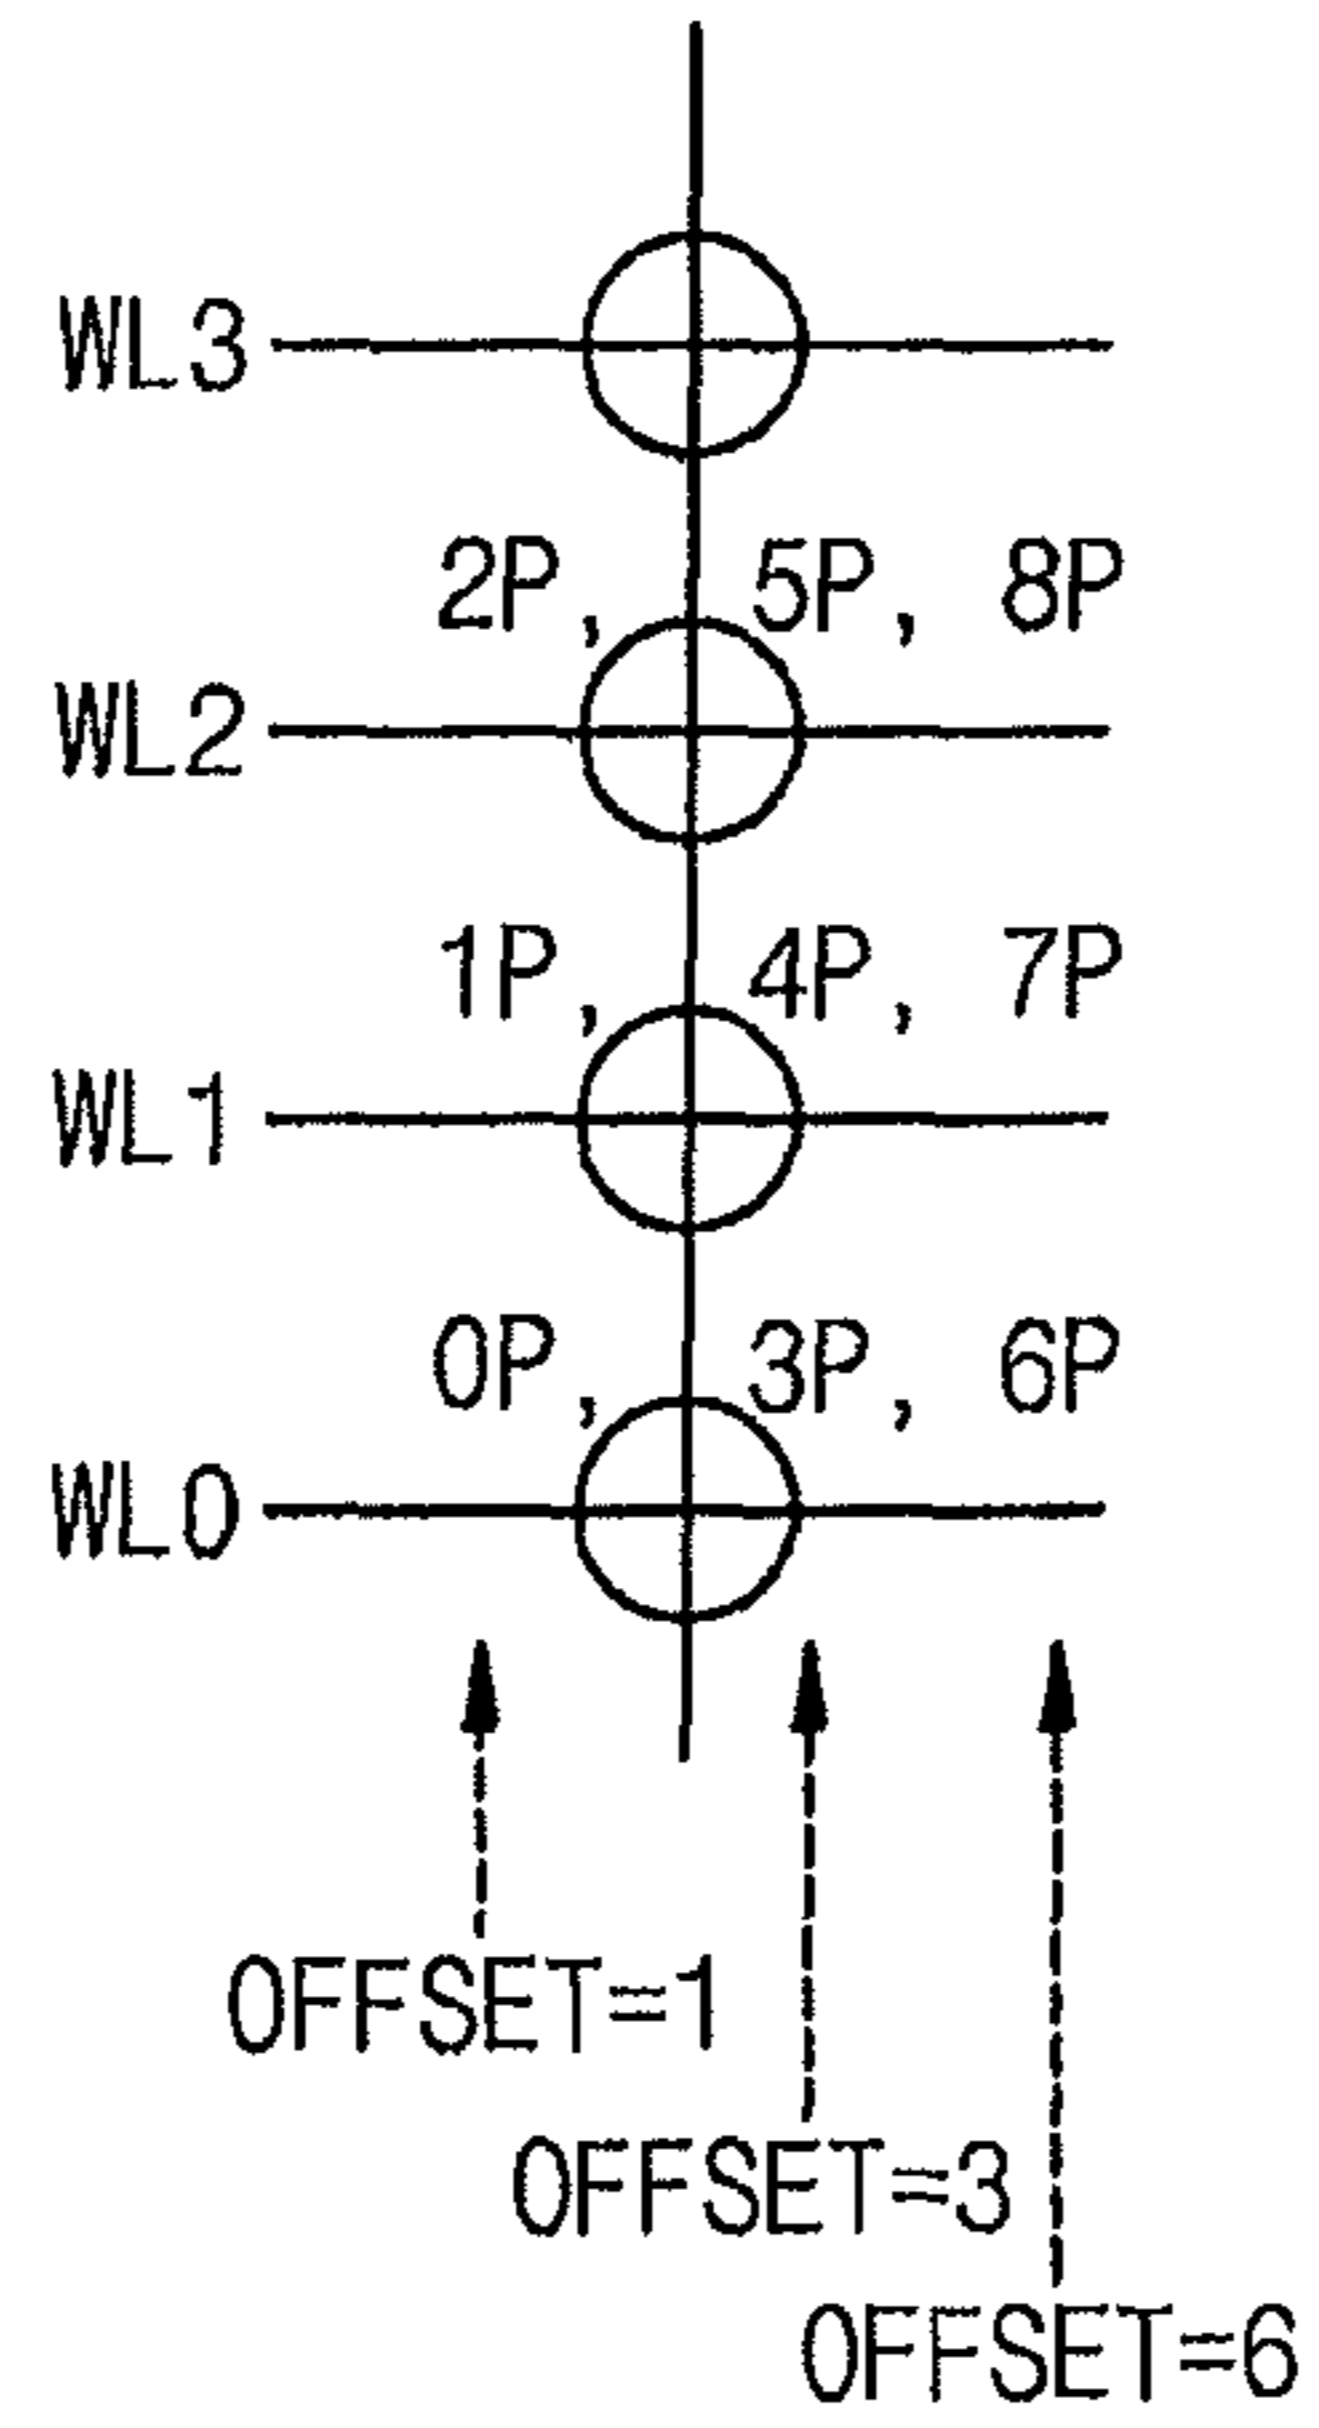 WL3
2P, 5P, 8P
WL2
1P, 4P, 7P
WL1
0P, 3P, 6P
WL0
OFFSET=1
OFFSET=3
OFFSET=6